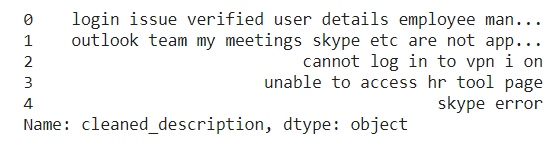 0 login issue verified user details employee man...
1 outlook team my meetings skype etc are not app...
2 cannot log in to vpn i on
3 unable to access hr tool page
4 skype error
Name: cleaned_description, dtype: object